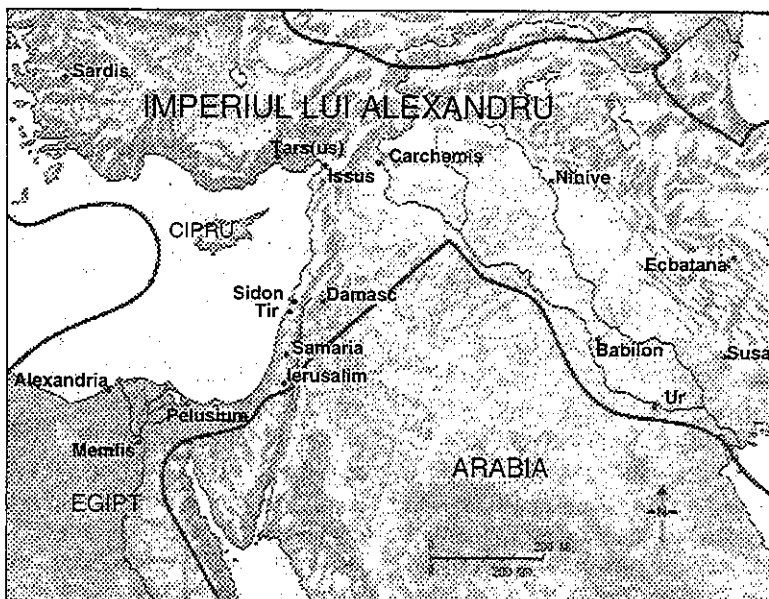 Sardis
IMPERIUL LUI ALEXANDRU
Tars(us)
Issus
Carchemis
Ninive
CIPRU
Ecbatana
Sidon
Tir
Damasc
Samaria
Ierusalim
Babilon
Susa
Alexandria
Pelusium
Ur
Memfis
EGIPT
ARABIA
N